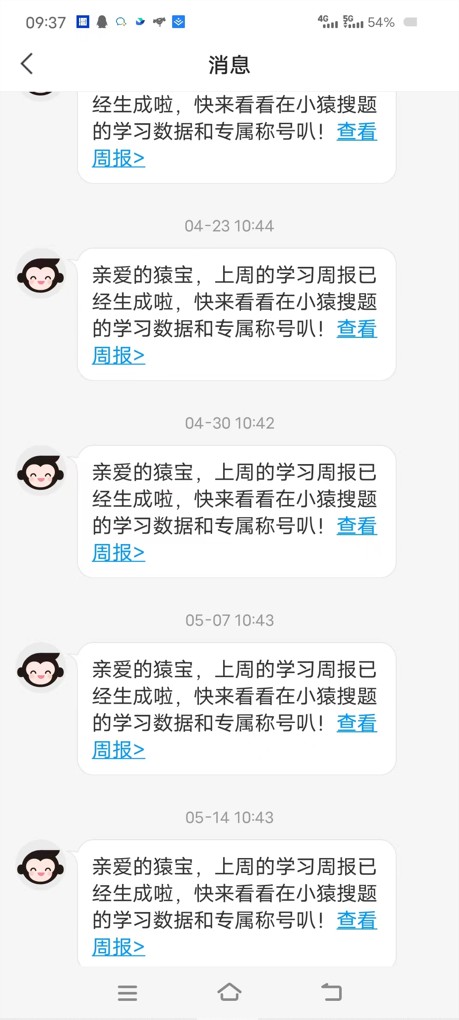 09:37
4G 5G 54%
消息
经生成啦，快来看看在小猿搜题
的学习数据和专属称号叭！查看
周报>
04-23 10:44
亲爱的猿宝，上周的学习周报已
经生成啦，快来看看在小猿搜题
的学习数据和专属称号叭！查看
周报>
04-30 10:42
亲爱的猿宝，上周的学习周报已
经生成啦，快来看看在小猿搜题
的学习数据和专属称号叭！查看
周报>
05-07 10:43
亲爱的猿宝，上周的学习周报已
经生成啦，快来看看在小猿搜题
的学习数据和专属称号叭！查看
周报>
05-14 10:43
亲爱的猿宝，上周的学习周报已
经生成啦，快来看看在小猿搜题
的学习数据和专属称号叭！查看
周报>